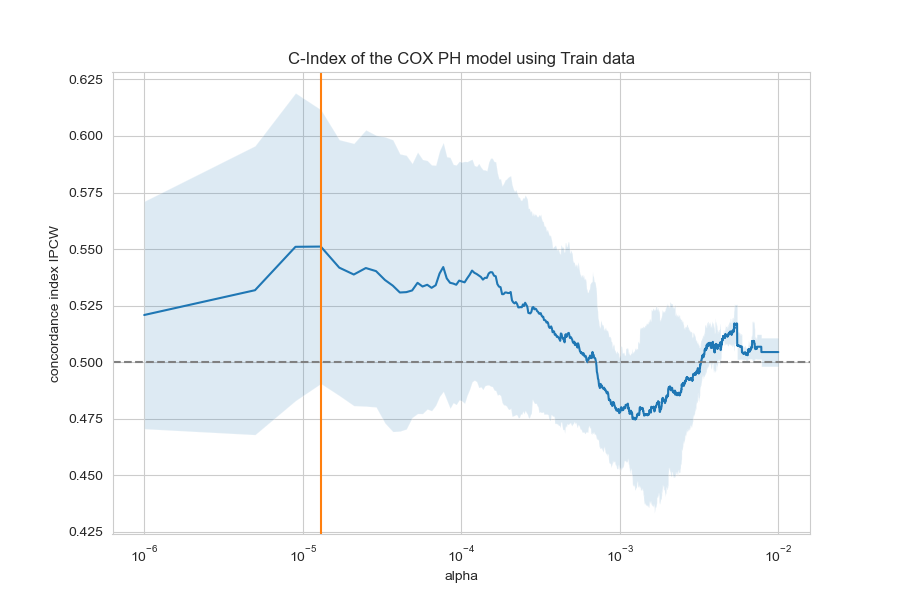 C-Index of the COX PH model using Train data
concordance index IPCW
0.625
0.600
0.575
0.550
0.525
0.500
0.475
0.450
0.425
10⁻⁶ 10⁻⁵ 10⁻⁴ 10⁻³ 10⁻²
alpha